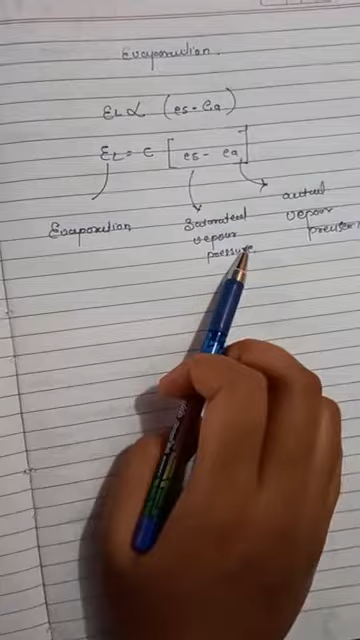 Evaporation.
EL ∝ (es - ea)
EL = C [es - ea]
Evaporation
Saturated vapour pressure
actual vapour pressure